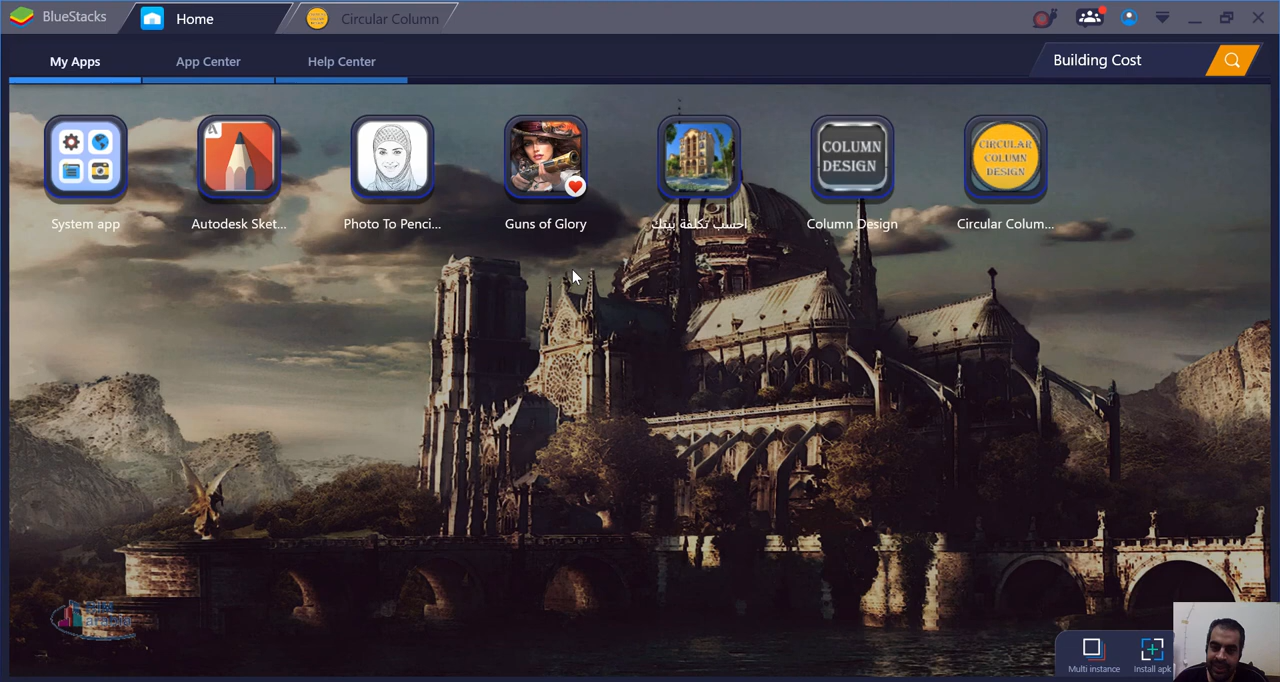 BlueStacks
Home
Circular Column
My Apps
App Center
Help Center
Building Cost
COLUMN
DESIGN
CIRCULAR
COLUMN
DESIGN
System app
Autodesk Sket...
Photo To Penci...
Guns of Glory
احسب تكلفة بيتك
Column Design
Circular Colum...
Multi instance
Install apk